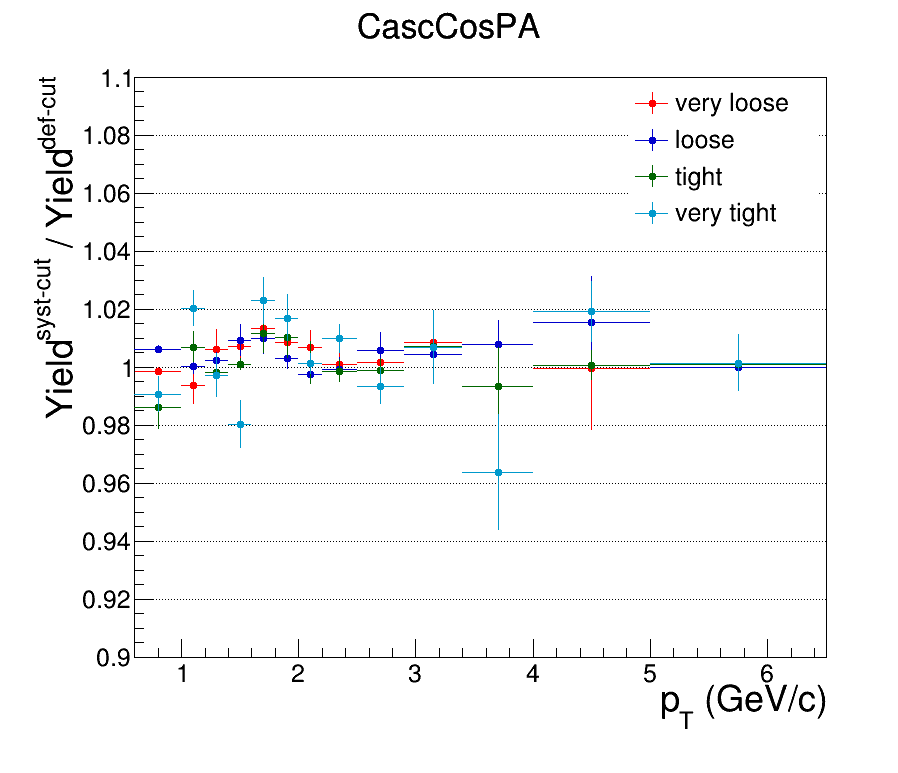 CascCosPA
Yield^syst-cut / Yield^def-cut
1.1
1.08
1.06
1.04
1.02
1
0.98
0.96
0.94
0.92
0.9
very loose
loose
tight
very tight
1 2 3 4 5 6
p_T (GeV/c)